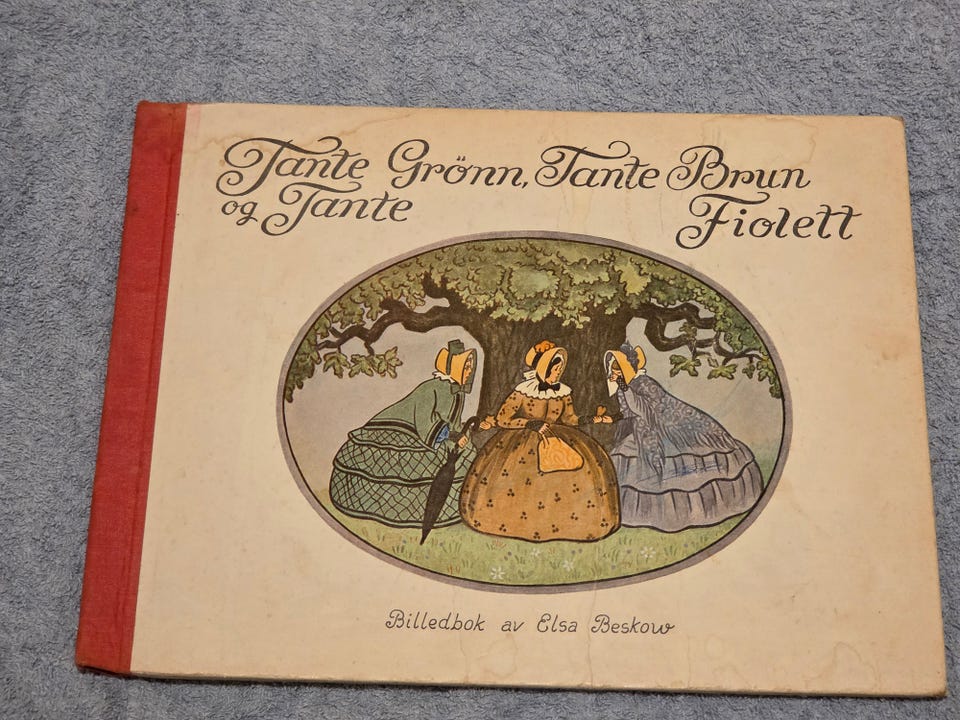 Tante Grönn, Tante Brun
og Tante Fiolett
Billedbok av Elsa Beskow